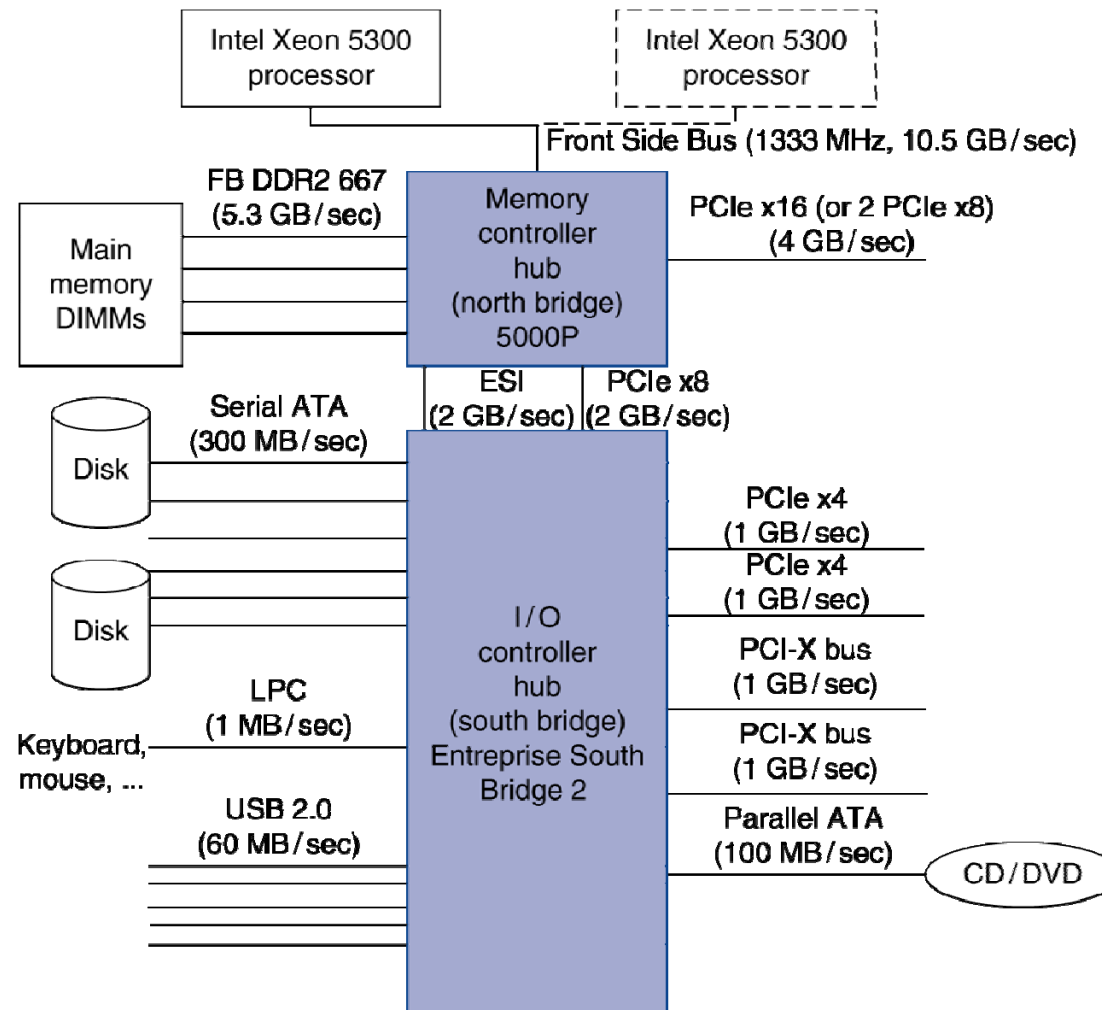 Intel Xeon 5300
processor
Intel Xeon 5300
processor
Front Side Bus (1333 MHz, 10.5 GB/sec)
FB DDR2 667
(5.3 GB/sec)
Main
memory
DIMMs
Memory
controller
hub
(north bridge)
5000P
PCIe x16 (or 2 PCIe x8)
(4 GB/sec)
ESI
(2 GB/sec)
PCIe x8
(2 GB/sec)
Serial ATA
(300 MB/sec)
Disk
Disk
LPC
(1 MB/sec)
Keyboard,
mouse, ...
USB 2.0
(60 MB/sec)
I/O
controller
hub
(south bridge)
Entreprise South
Bridge 2
PCIe x4
(1 GB/sec)
PCIe x4
(1 GB/sec)
PCI-X bus
(1 GB/sec)
PCI-X bus
(1 GB/sec)
Parallel ATA
(100 MB/sec)
CD/DVD